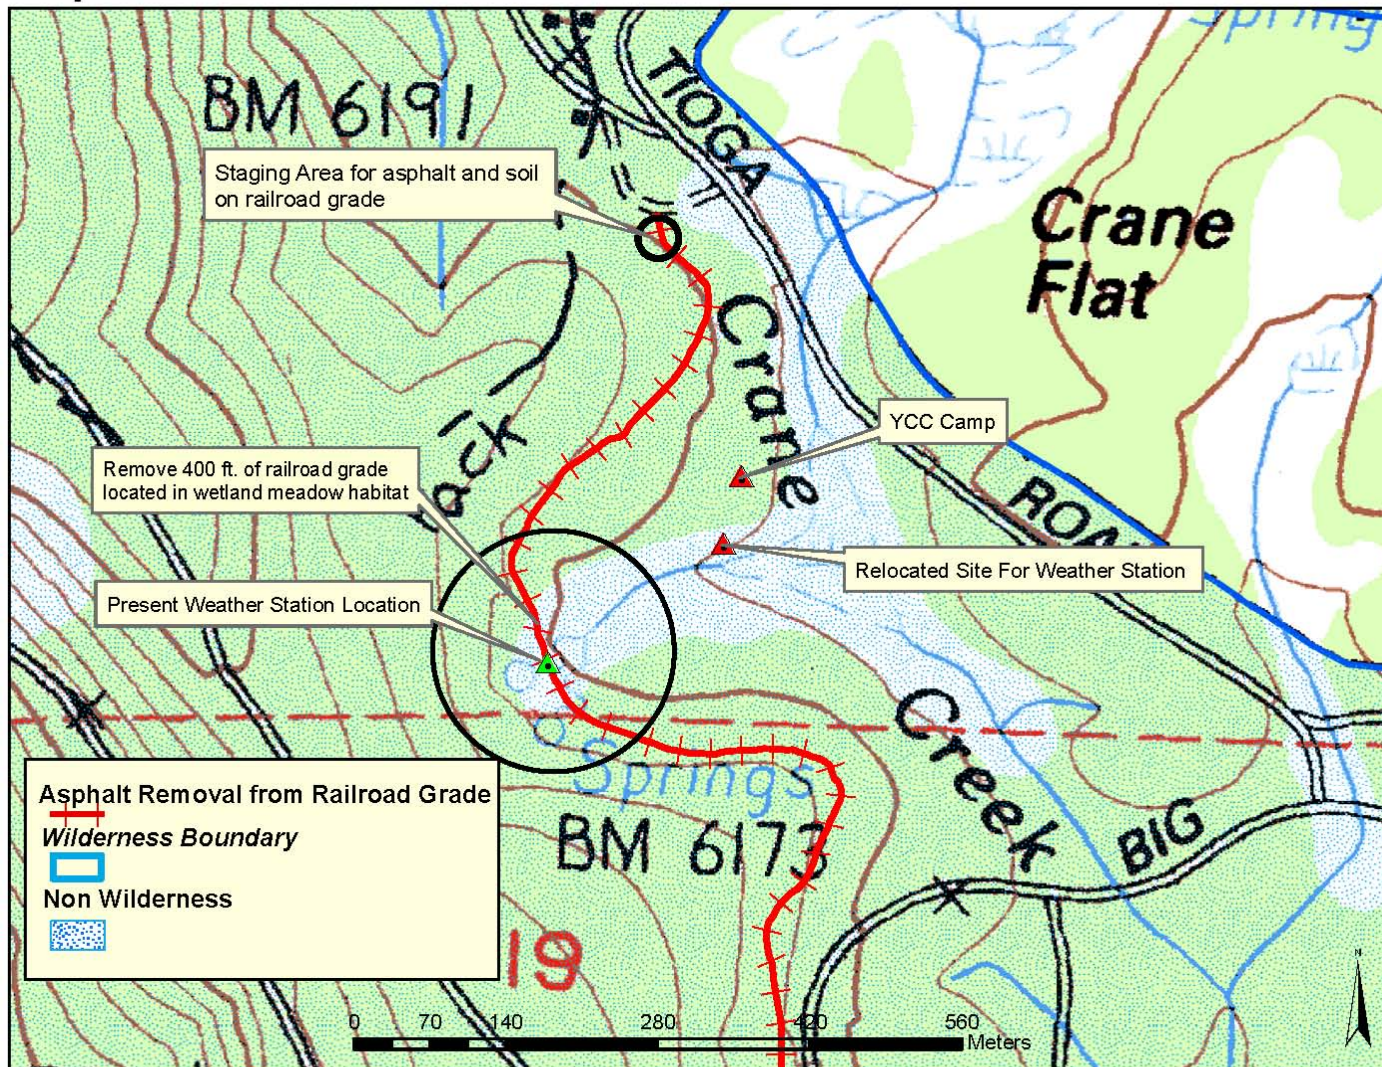 Springs
BM 6191
TIOGA
Staging Area for asphalt and soil
on railroad grade
Crane
Flat
Crane
YCC Camp
Remove 400 ft. of railroad grade
located in wetland meadow habitat
ack
ROA
Relocated Site For Weather Station
Present Weather Station Location
Creek
Springs
BM 6173
BIG
Asphalt Removal from Railroad Grade
Wilderness Boundary
Non Wilderness
19
N
0 70 140 280 420 560
Meters